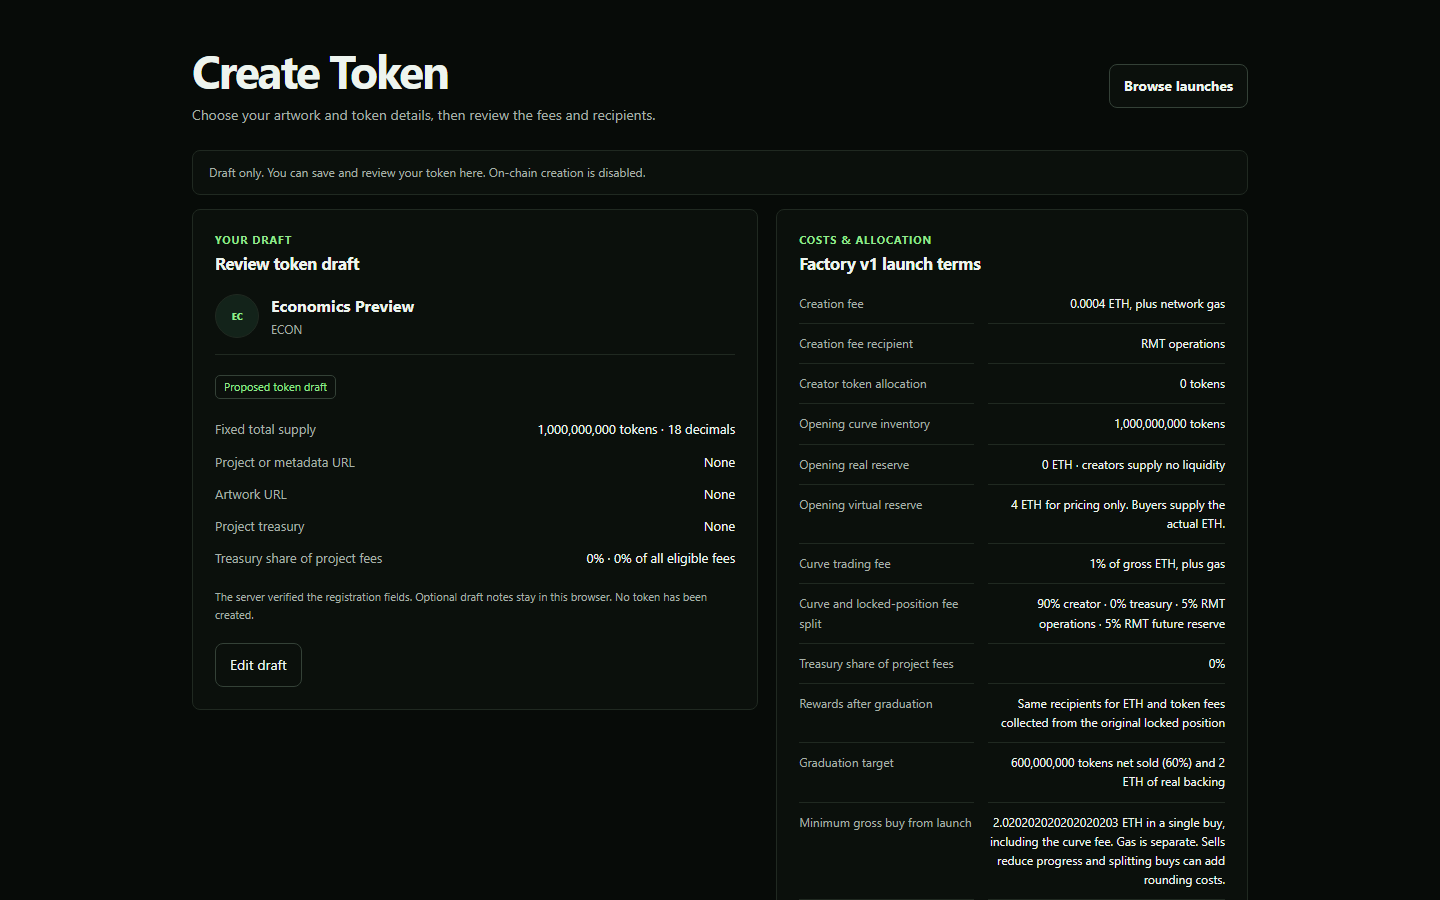 Create Token
Choose your artwork and token details, then review the fees and recipients.
Browse launches
Draft only. You can save and review your token here. On-chain creation is disabled.
YOUR DRAFT
Review token draft
EC
Economics Preview
ECON
Proposed token draft
Fixed total supply
1,000,000,000 tokens · 18 decimals
Project or metadata URL
None
Artwork URL
None
Project treasury
None
Treasury share of project fees
0% · 0% of all eligible fees
The server verified the registration fields. Optional draft notes stay in this browser. No token has been
created.
Edit draft
COSTS & ALLOCATION
Factory v1 launch terms
Creation fee
0.0004 ETH, plus network gas
Creation fee recipient
RMT operations
Creator token allocation
0 tokens
Opening curve inventory
1,000,000,000 tokens
Opening real reserve
0 ETH · creators supply no liquidity
Opening virtual reserve
4 ETH for pricing only. Buyers supply the
actual ETH.
Curve trading fee
1% of gross ETH, plus gas
Curve and locked-position fee
split
90% creator · 0% treasury · 5% RMT
operations · 5% RMT future reserve
Treasury share of project fees
0%
Rewards after graduation
Same recipients for ETH and token fees
collected from the original locked position
Graduation target
600,000,000 tokens net sold (60%) and 2
ETH of real backing
Minimum gross buy from launch
2.020202020202020203 ETH in a single buy,
including the curve fee. Gas is separate. Sells
reduce progress and splitting buys can add
rounding costs.